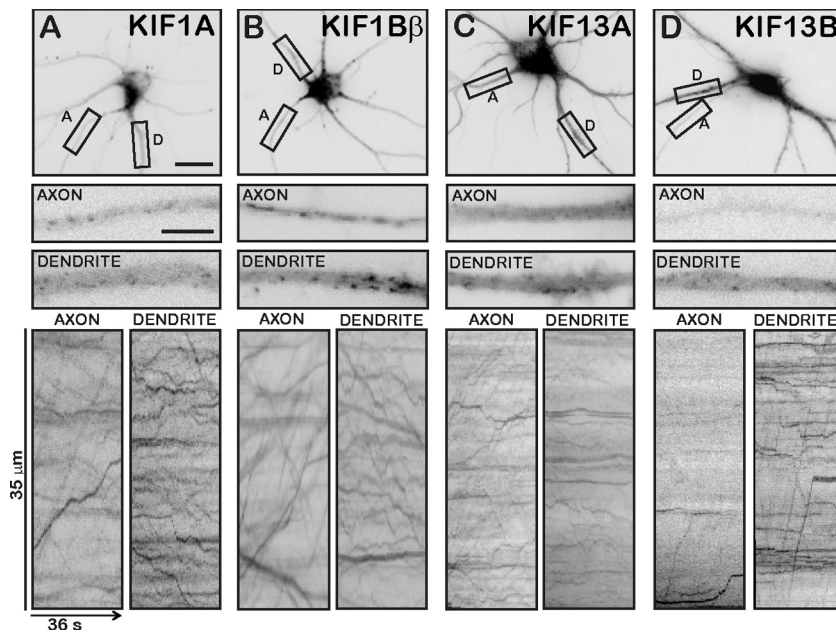 A KIF1A
B KIF1Bβ
C KIF13A
D KIF13B
A D
D A
A D
D A
AXON
AXON
AXON
AXON
DENDRITE
DENDRITE
DENDRITE
DENDRITE
AXON DENDRITE
AXON DENDRITE
AXON DENDRITE
AXON DENDRITE
35 µm
36 s